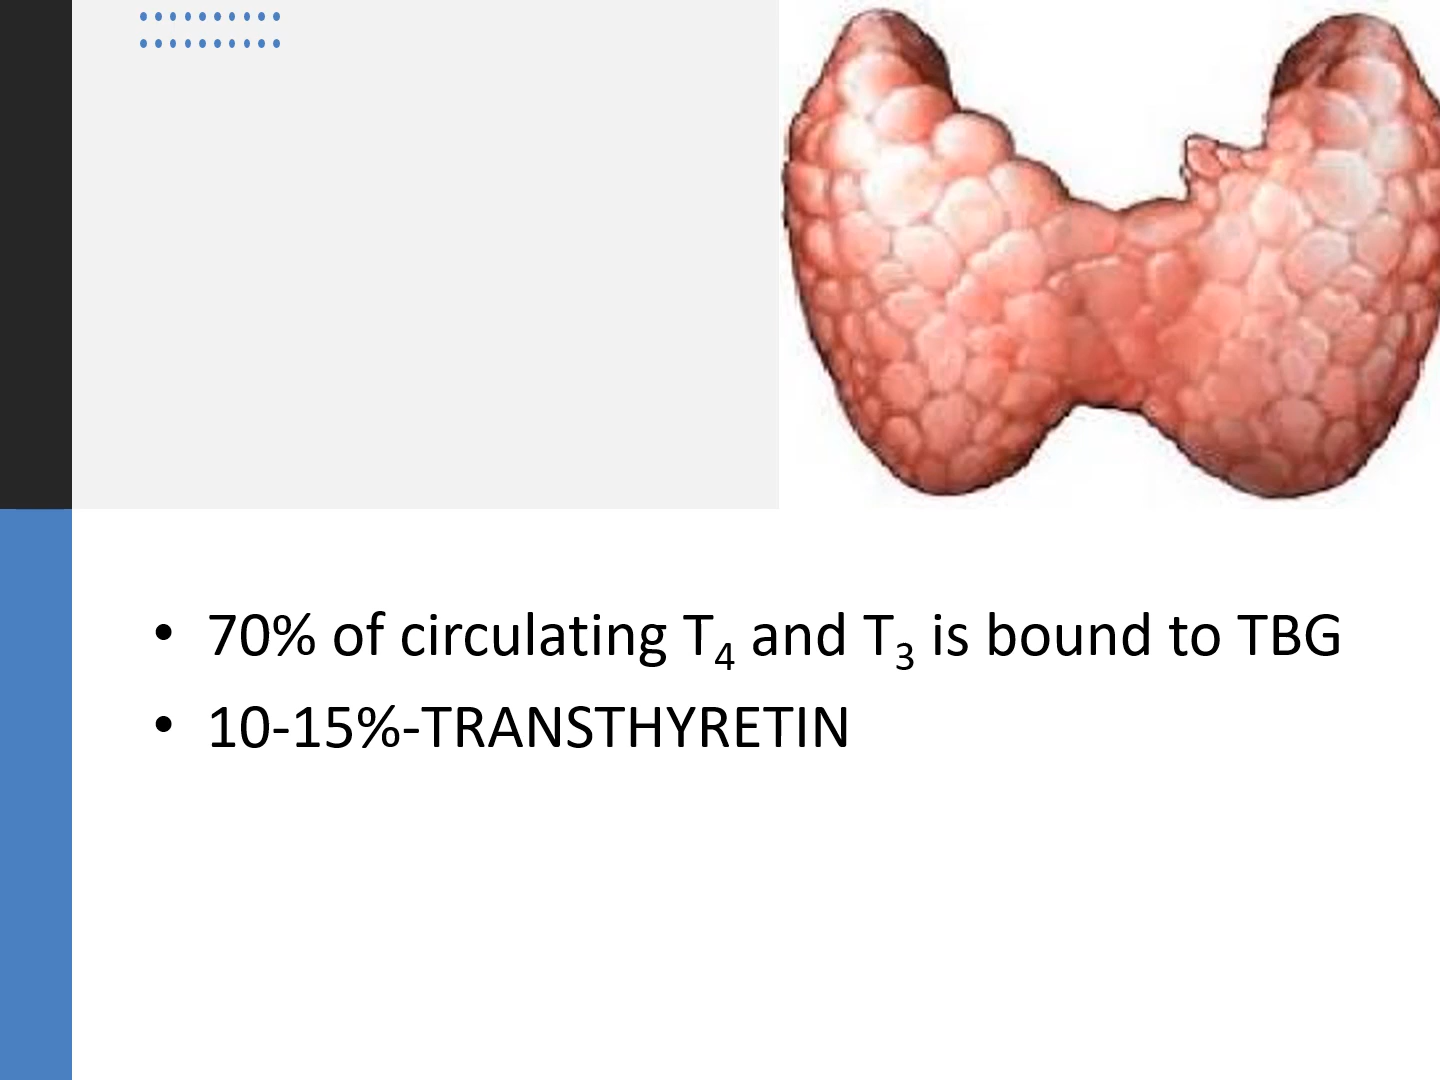 • 70% of circulating T₄ and T₃ is bound to TBG
• 10-15%-TRANSTHYRETIN